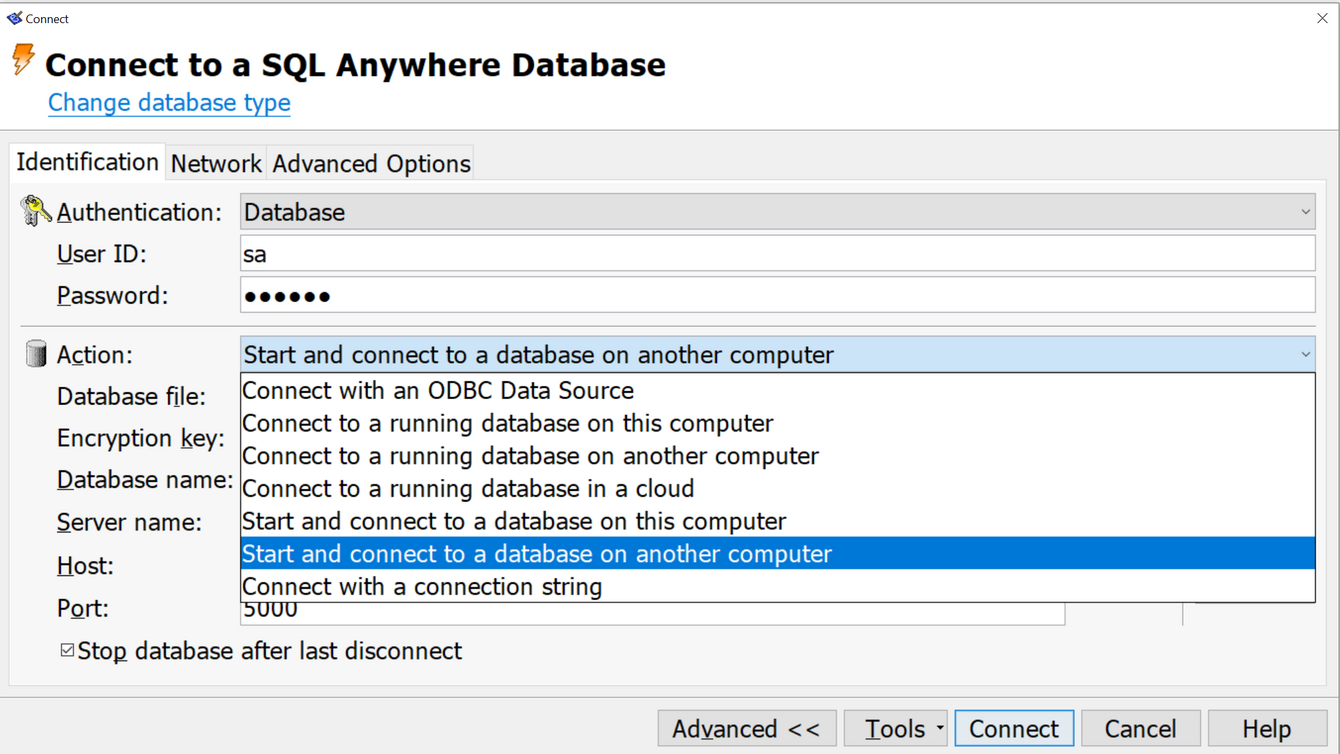 Connect
Connect to a SQL Anywhere Database
Change database type
Identification Network Advanced Options
Authentication: Database
User ID: sa
Password: ●●●●●●
Action: Start and connect to a database on another computer
Connect with an ODBC Data Source
Database file:
Connect to a running database on this computer
Encryption key:
Connect to a running database on another computer
Database name:
Connect to a running database in a cloud
Server name:
Start and connect to a database on this computer
Start and connect to a database on another computer
Host:
Connect with a connection string
Port: 5000
Stop database after last disconnect
Advanced << Tools Connect Cancel Help